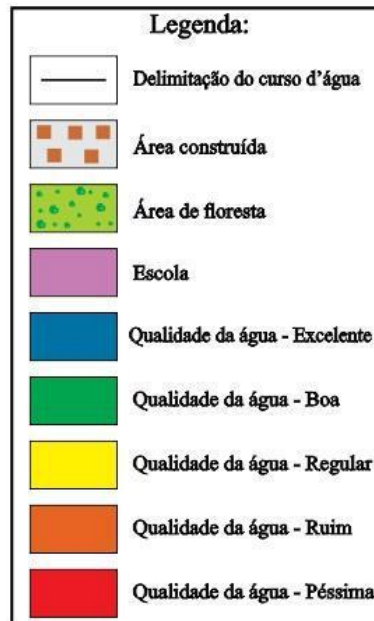 Legenda:
Delimitação do curso d'água
Área construída
Área de floresta
Escola
Qualidade da água - Excelente
Qualidade da água - Boa
Qualidade da água - Regular
Qualidade da água - Ruim
Qualidade da água - Péssima